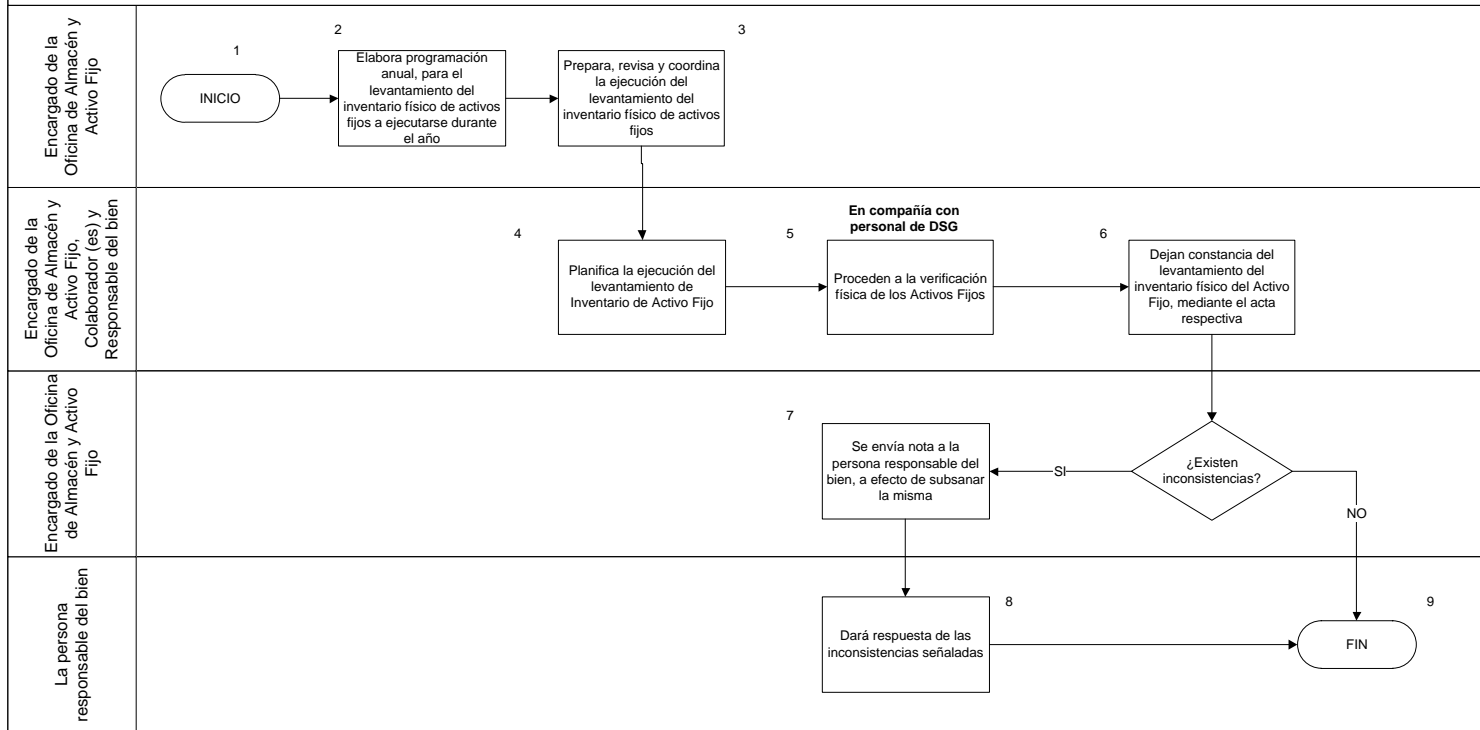 Encargado de la
Oficina de Almacén y
Activo Fijo
1
INICIO
2
Elabora programación
anual, para el
levantamiento del
inventario físico de activos
fijos a ejecutarse durante
el año
3
Prepara, revisa y coordina
la ejecución del
levantamiento del
inventario físico de activos
fijos
Encargado de la
Oficina de Almacén y
Activo Fijo,
Colaborador (es) y
Responsable del bien
4
Planifica la ejecución del
levantamiento de
Inventario de Activo Fijo
En compañía con
personal de DSG
5
Proceden a la verificación
física de los Activos Fijos
6
Dejan constancia del
levantamiento del
inventario físico del Activo
Fijo, mediante el acta
respectiva
Encargado de la Oficina
de Almacén y Activo
Fijo
7
Se envía nota a la
persona responsable del
bien, a efecto de subsanar
la misma
SI
¿Existen
inconsistencias?
NO
La persona
responsable del bien
8
Dará respuesta de las
inconsistencias señaladas
9
FIN